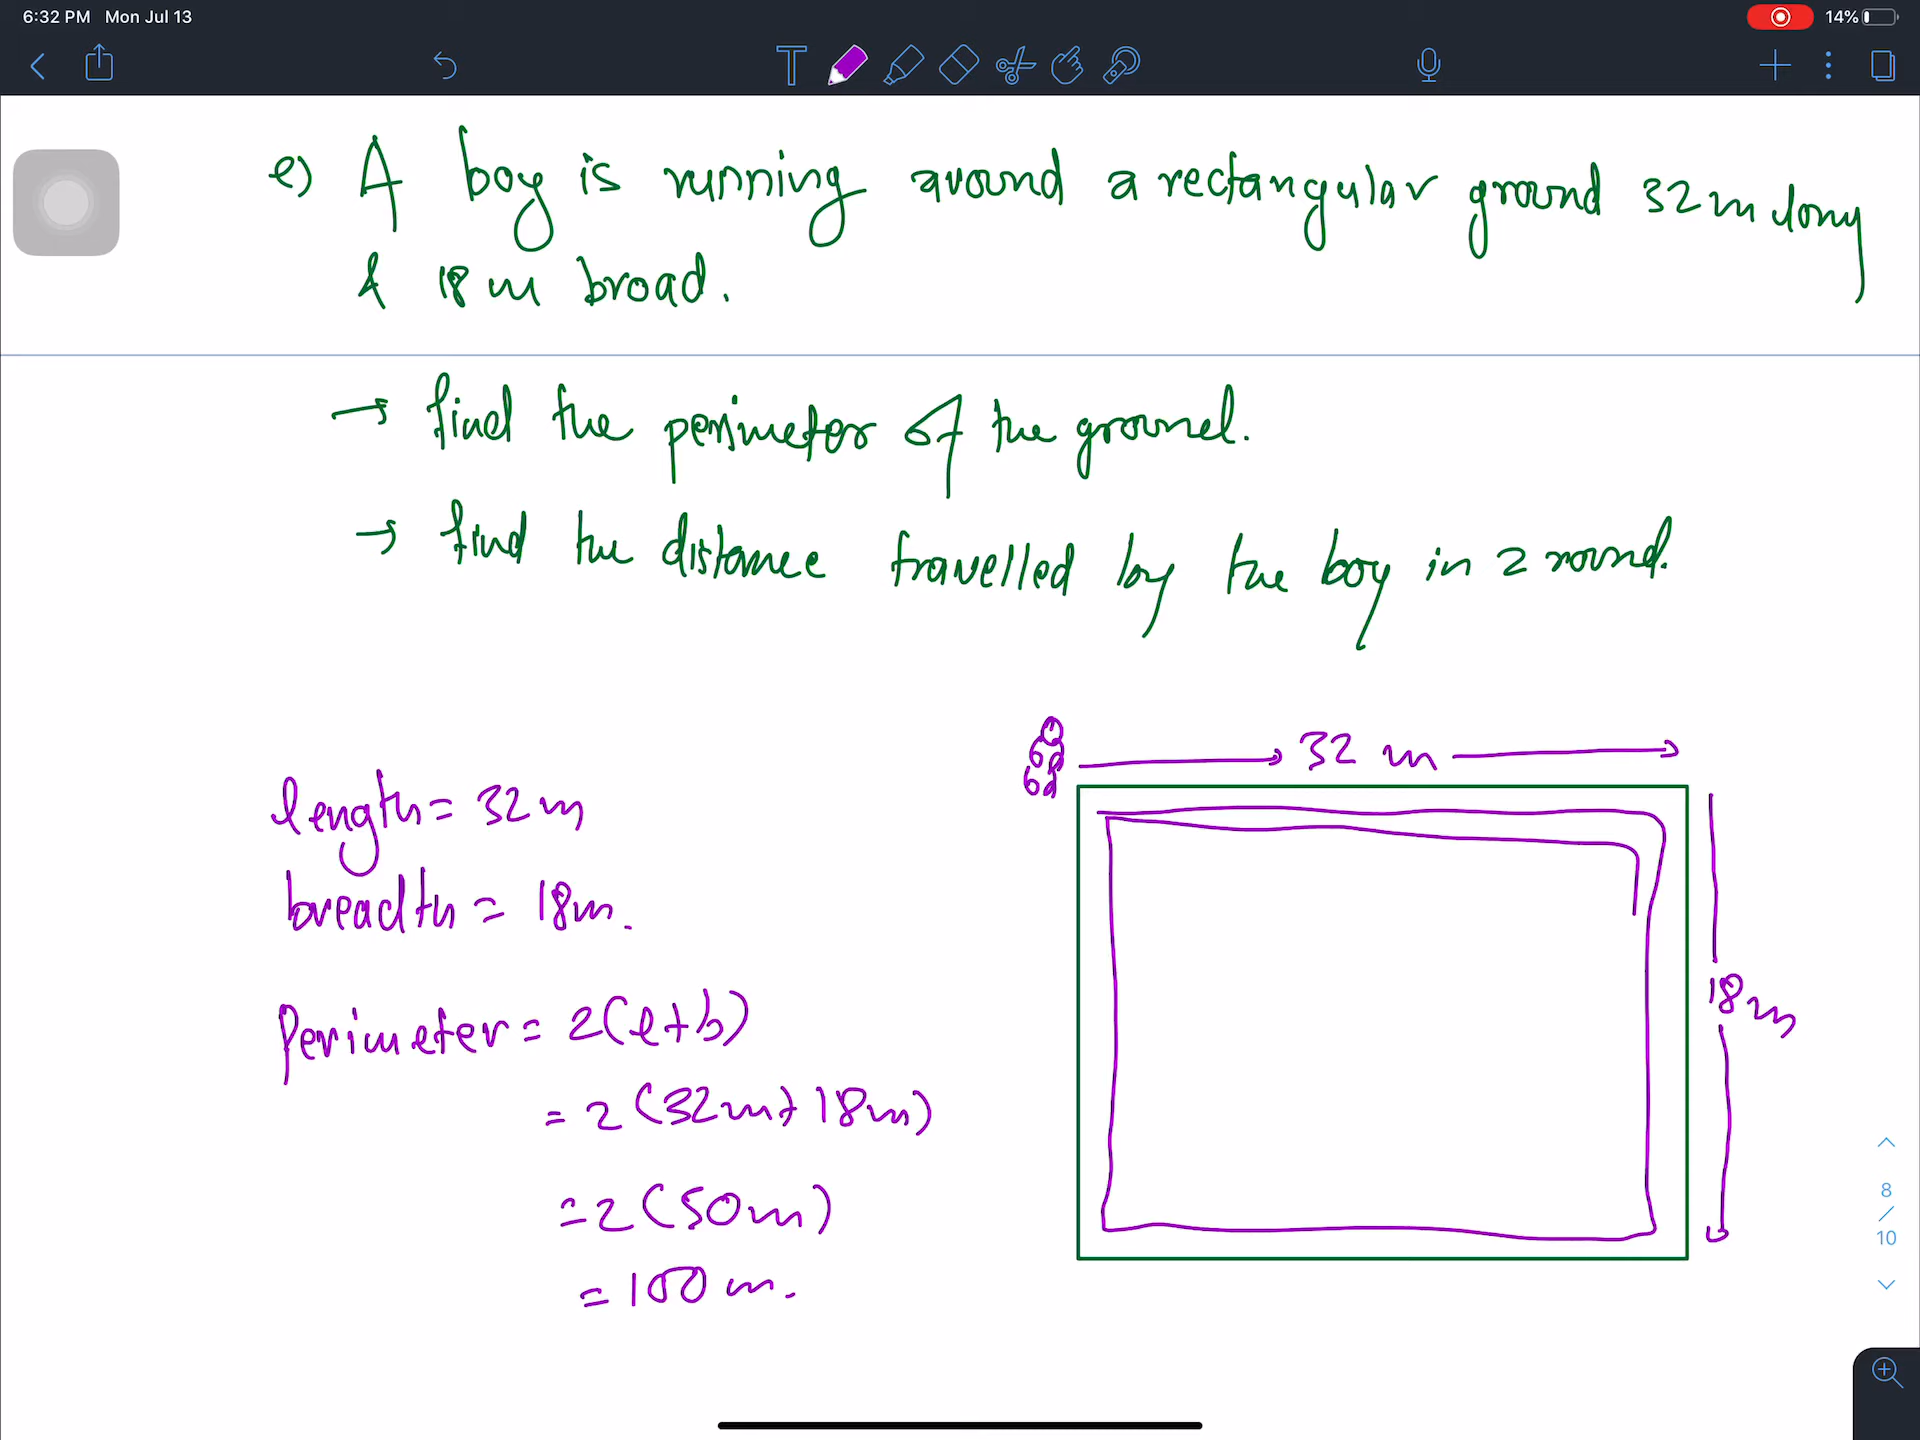 6:32 PM Mon Jul 13
14%
e) A boy is running around a rectangular ground 32m long
& 18m broad.
→ find the perimeter of the ground.
→ find the distance travelled by the boy in 2 round.
32 m
length = 32m
breadth = 18m.
18m
Perimeter = 2(l+b)
= 2 (32m + 18m)
= 2 (50m)
= 100 m.
8
/
10